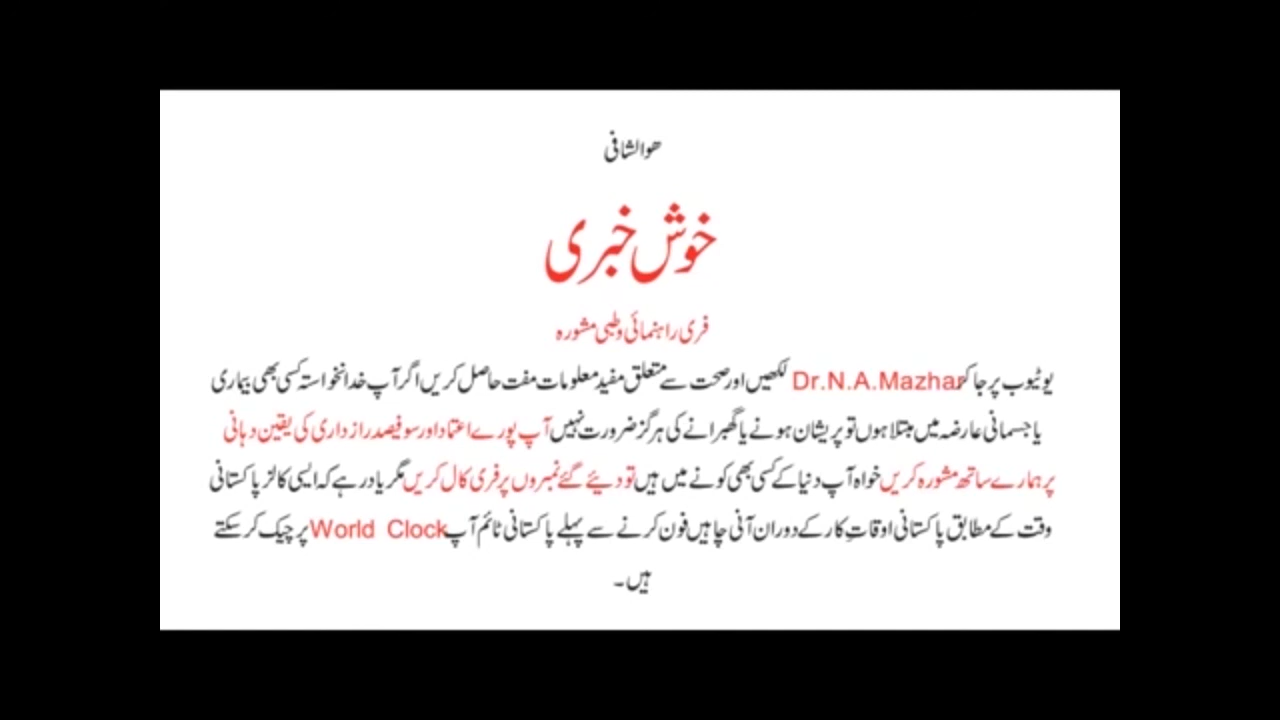 ھوالشافی
خوش خبری
فری راہنمائی وطبی مشورہ
یوٹیوب پر جا کر Dr.N.A.Mazhar لکھیں اور صحت سے متعلق مفید معلومات مفت حاصل کریں اگر آپ خدانخواستہ کسی بھی بیماری
یا جسمانی عارضہ میں مبتلا ہوں تو پریشان ہونے یا گھبرانے کی ہرگز ضرورت نہیں آپ پورے اعتماد اور سو فیصد رازداری کی یقین دہانی
پر ہمارے ساتھ مشورہ کریں خواہ آپ دنیا کے کسی بھی کونے میں ہیں تو دیئے گئے نمبروں پر فری کال کریں مگر یاد رہے کہ ایسی کالز پاکستانی
وقت کے مطابق پاکستانی اوقاتِ کار کے دوران آنی چاہیں فون کرنے سے پہلے پاکستانی ٹائم آپ World Clock پر چیک کر سکتے
ہیں۔